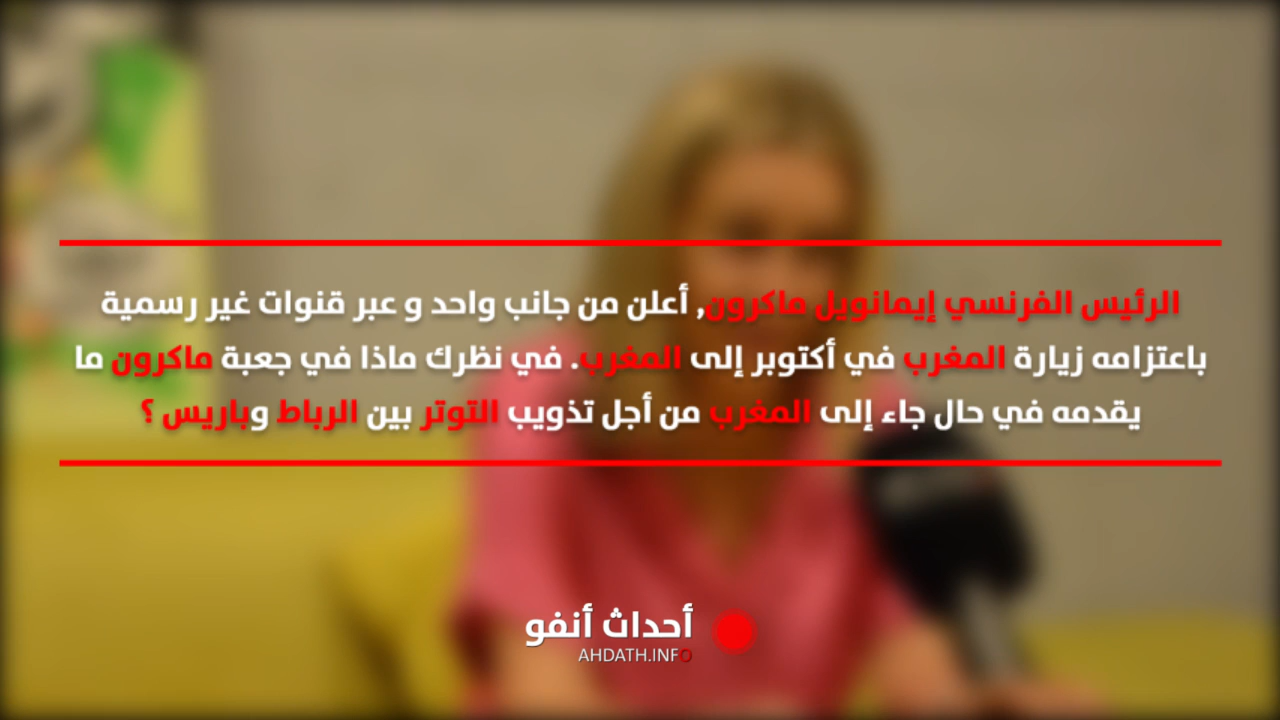 الرئيس الفرنسي إيمانويل ماكرون, أعلن من جانب واحد و عبر قنوات غير رسمية
باعتزامه زيارة المغرب في أكتوبر إلى المغرب. في نظرك ماذا في جعبة ماكرون ما
يقدمه في حال جاء إلى المغرب من أجل تذويب التوتر بين الرباط وباريس ؟
أحداث أنفو
AHDATH.INFO